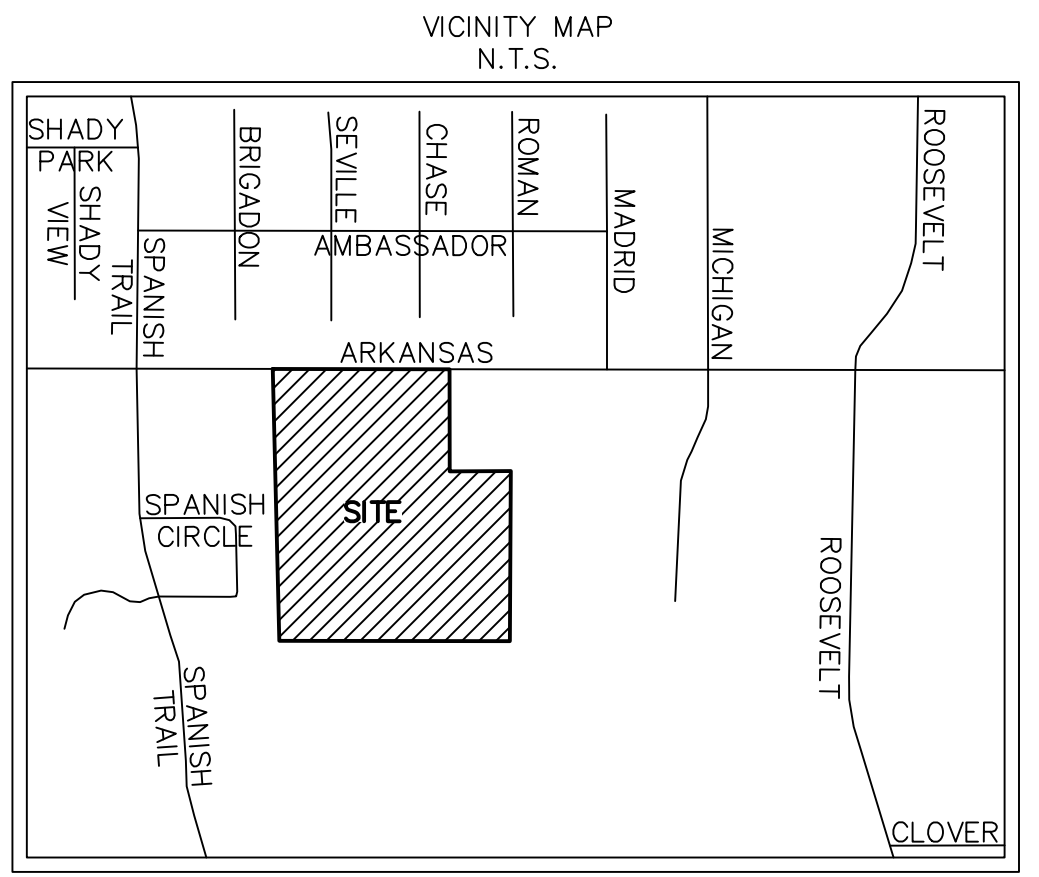 VICINITY MAP
N.T.S.
SHADY
PARK
SHADY
VIEW
SPANISH
TRAIL
BRIGADON
SEVILLE
CHASE
ROMAN
AMBASSADOR
MADRID
MICHIGAN
ROOSEVELT
ARKANSAS
SPANISH
CIRCLE
SITE
ROOSEVELT
SPANISH
TRAIL
CLOVER